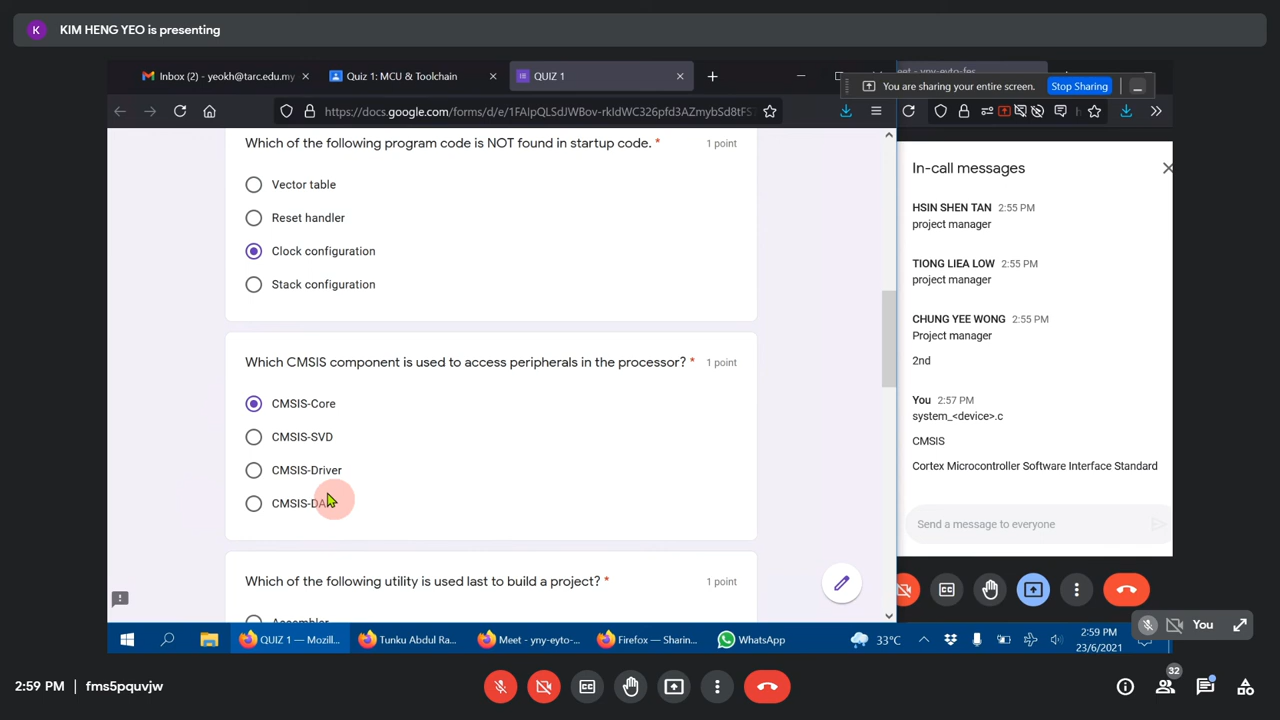 K KIM HENG YEO is presenting
Inbox (2) - yeokh@tarc.edu.my
Quiz 1: MCU & Toolchain
QUIZ 1
You are sharing your entire screen.
Stop Sharing
https://docs.google.com/forms/d/e/1FAIpQLSdJWBov-rkIdWC326pfd3AZmybSd8tFS
Which of the following program code is NOT found in startup code. *
1 point
Vector table
Reset handler
Clock configuration
Stack configuration
Which CMSIS component is used to access peripherals in the processor? *
1 point
CMSIS-Core
CMSIS-SVD
CMSIS-Driver
Which of the following utility is used last to build a project? *
1 point
Assembler
In-call messages
HSIN SHEN TAN 2:55 PM
project manager
TIONG LIEA LOW 2:55 PM
project manager
CHUNG YEE WONG 2:55 PM
Project manager
2nd
You 2:57 PM
system_<device>.c
CMSIS
Cortex Microcontroller Software Interface Standard
Send a message to everyone
You
QUIZ 1 — Mozill...
Tunku Abdul Ra...
Meet - yny-eyto-...
Firefox — Sharin...
WhatsApp
33°C
2:59 PM
23/6/2021
2:59 PM | fms5pquvjw
32